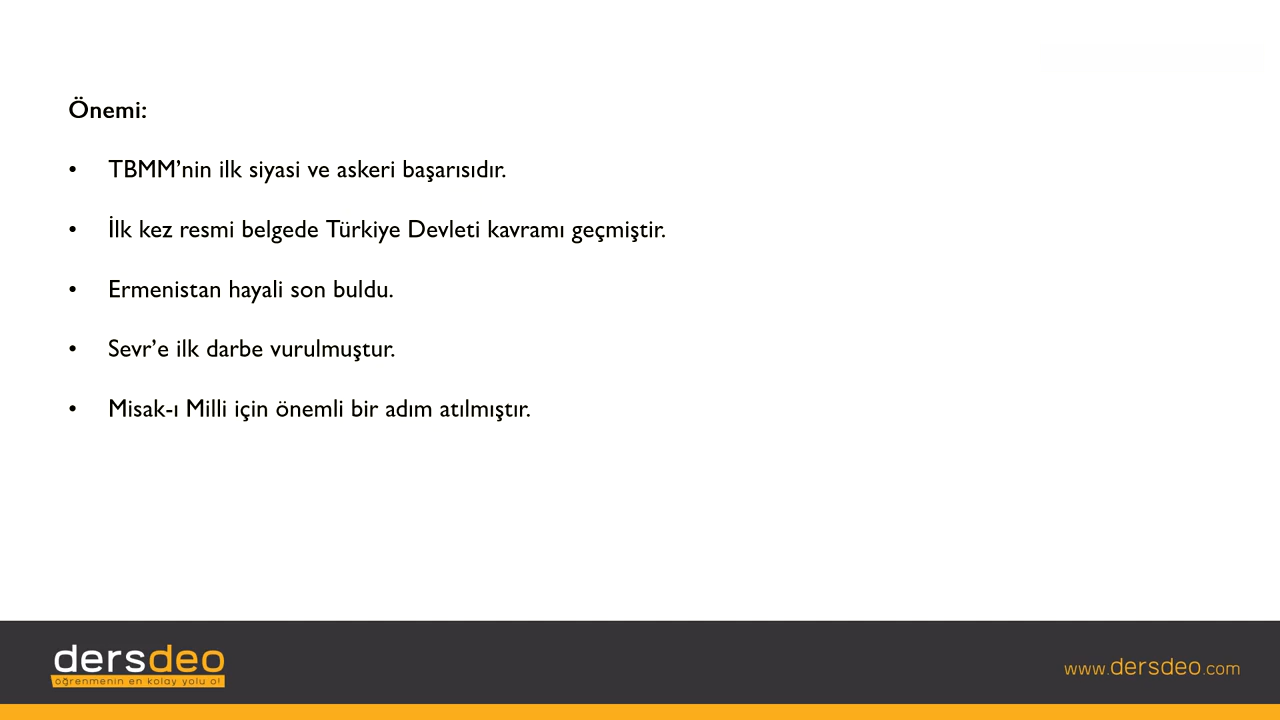 Önemi:
• TBMM’nin ilk siyasi ve askeri başarısıdır.
• İlk kez resmi belgede Türkiye Devleti kavramı geçmiştir.
• Ermenistan hayali son buldu.
• Sevr’e ilk darbe vurulmuştur.
• Misak-ı Milli için önemli bir adım atılmıştır.
dersdeo
öğrenmenin en kolay yolu o!
www.dersdeo.com